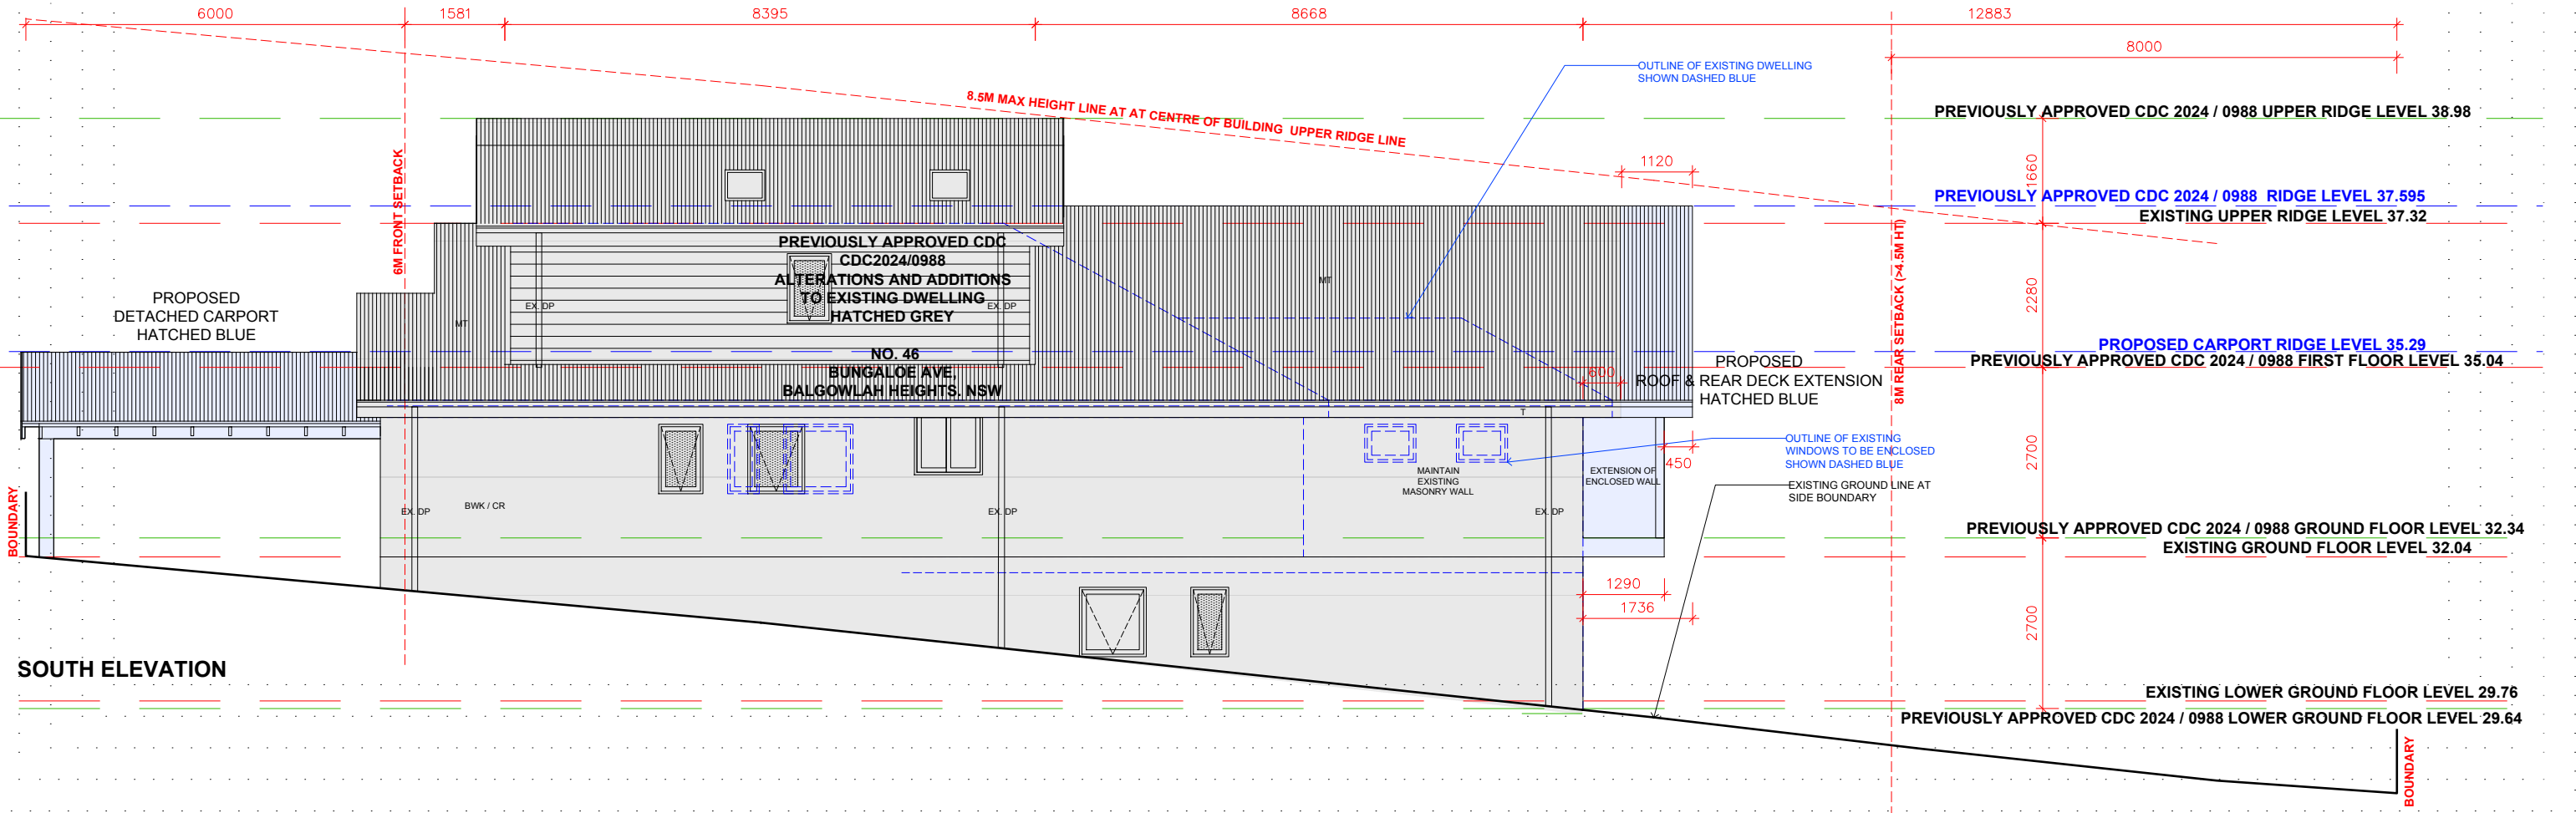 6000
1581
8395
8668
12883
8000
OUTLINE OF EXISTING DWELLING
SHOWN DASHED BLUE
8.5M MAX HEIGHT LINE AT AT CENTRE OF BUILDING UPPER RIDGE LINE
PREVIOUSLY APPROVED CDC 2024 / 0988 UPPER RIDGE LEVEL 38.98
1120
1660
6M FRONT SETBACK
PREVIOUSLY APPROVED CDC 2024 / 0988 RIDGE LEVEL 37.595
EXISTING UPPER RIDGE LEVEL 37.32
8M REAR SETBACK (>4.5M HT)
2280
PREVIOUSLY APPROVED CDC
CDC2024/0988
ALTERATIONS AND ADDITIONS
TO EXISTING DWELLING
HATCHED GREY
EX. DP
EX. DP
MT
MT
PROPOSED
DETACHED CARPORT
HATCHED BLUE
NO. 46
BUNGALOE AVE,
BALGOWLAH HEIGHTS. NSW
PROPOSED CARPORT RIDGE LEVEL 35.29
PREVIOUSLY APPROVED CDC 2024 / 0988 FIRST FLOOR LEVEL 35.04
600
PROPOSED
ROOF & REAR DECK EXTENSION
HATCHED BLUE
T
450
2700
OUTLINE OF EXISTING
WINDOWS TO BE ENCLOSED
SHOWN DASHED BLUE
MAINTAIN
EXISTING
MASONRY WALL
EXTENSION OF
ENCLOSED WALL
EXISTING GROUND LINE AT
SIDE BOUNDARY
BOUNDARY
EX. DP
BWK / CR
EX. DP
EX. DP
PREVIOUSLY APPROVED CDC 2024 / 0988 GROUND FLOOR LEVEL 32.34
EXISTING GROUND FLOOR LEVEL 32.04
1290
1736
2700
SOUTH ELEVATION
EXISTING LOWER GROUND FLOOR LEVEL 29.76
PREVIOUSLY APPROVED CDC 2024 / 0988 LOWER GROUND FLOOR LEVEL 29.64
BOUNDARY